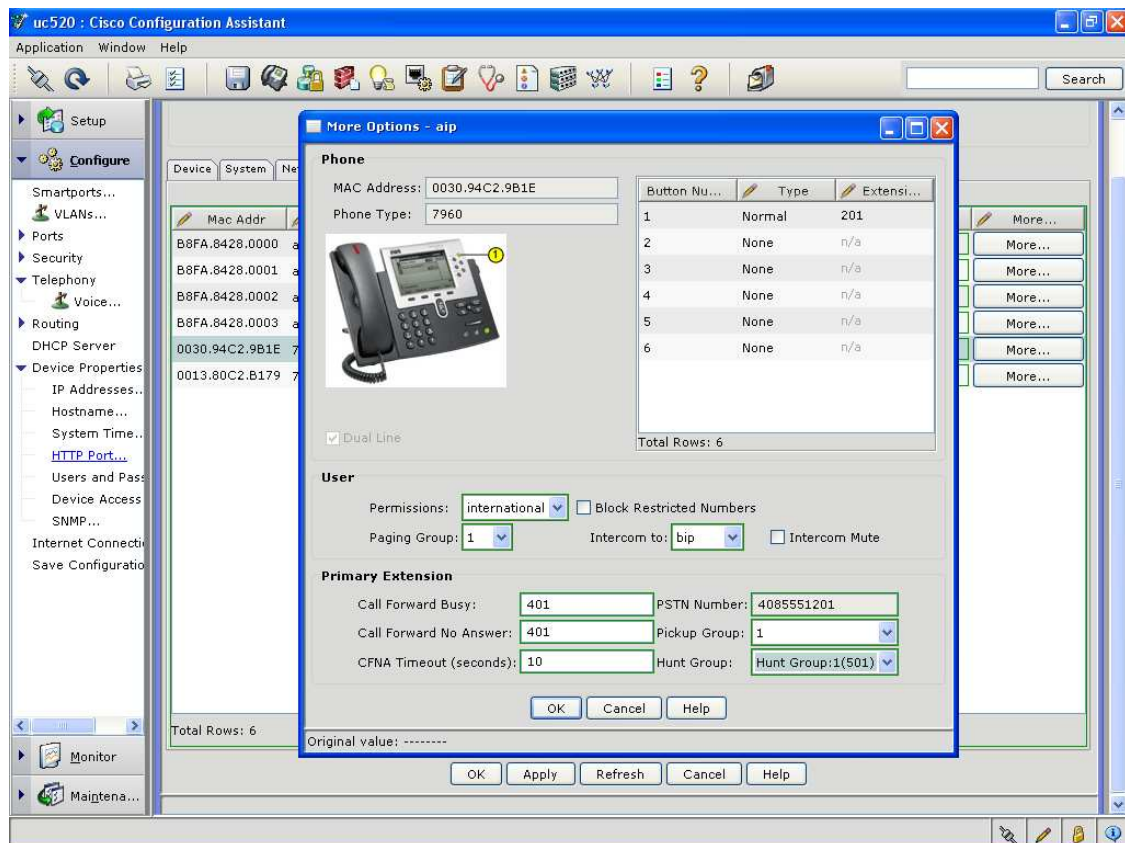 uc520 : Cisco Configuration Assistant
Application Window Help
Search
Setup
Configure
Smartports...
VLANs...
Ports
Security
Telephony
Voice...
Routing
DHCP Server
Device Properties
IP Addresses..
Hostname...
System Time..
HTTP Port...
Users and Pass
Device Access
SNMP...
Internet Connecti
Save Configuratio
Monitor
Maintena...
Device System Ne
Mac Addr More...
B8FA.8428.0000 a More...
B8FA.8428.0001 a More...
B8FA.8428.0002 a More...
B8FA.8428.0003 a More...
0030.94C2.9B1E 7 More...
0013.80C2.B179 7 More...
Total Rows: 6
OK Apply Refresh Cancel Help
More Options - aip
Phone
MAC Address: 0030.94C2.9B1E
Phone Type: 7960
1
Dual Line
Button Nu... Type Extensi...
1 Normal 201
2 None n/a
3 None n/a
4 None n/a
5 None n/a
6 None n/a
Total Rows: 6
User
Permissions: international Block Restricted Numbers
Paging Group: 1 Intercom to: bip Intercom Mute
Primary Extension
Call Forward Busy: 401 PSTN Number: 4085551201
Call Forward No Answer: 401 Pickup Group: 1
CFNA Timeout (seconds): 10 Hunt Group: Hunt Group:1(501)
OK Cancel Help
Original value: --------